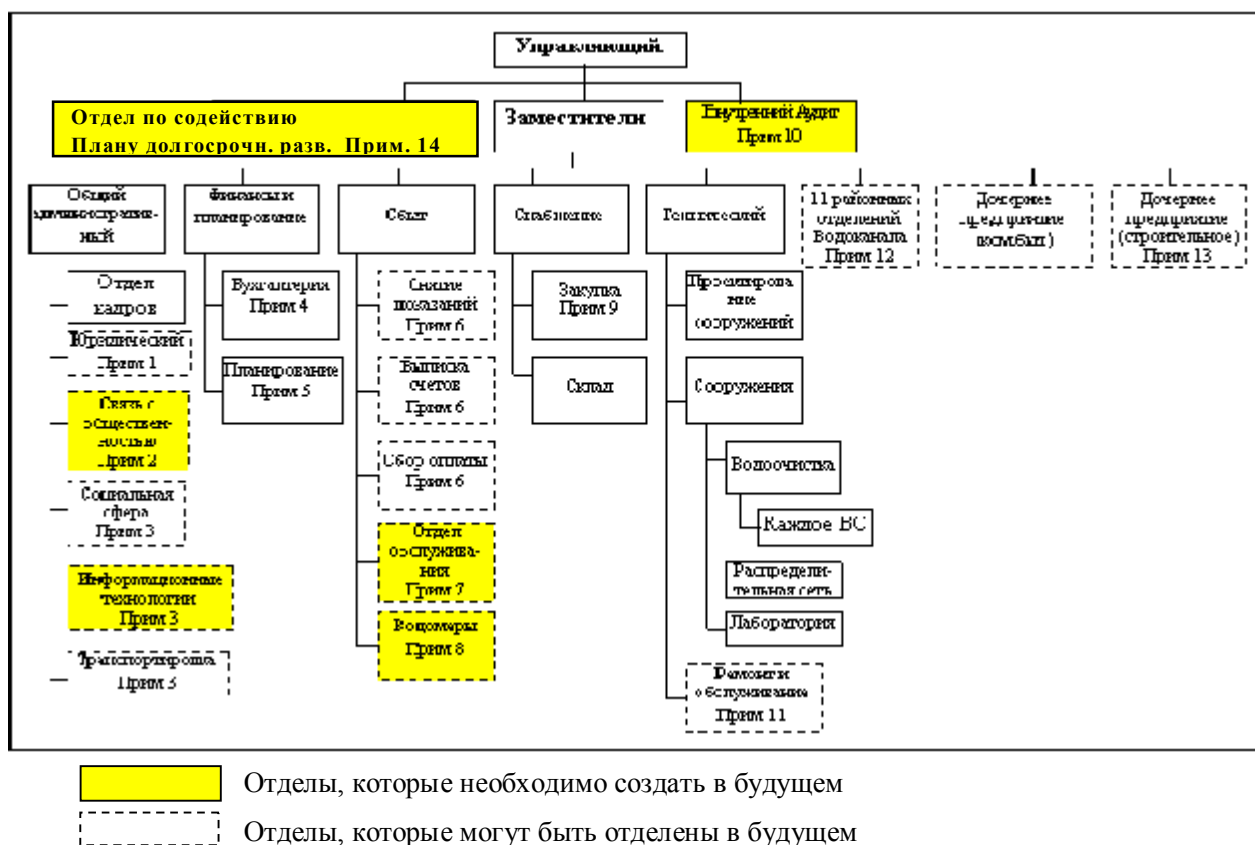 Управляющий
Отдел по содействию
Плану долгосрочн. разв. Прим. 14
Заместители
Внутренний Аудит
Прим 10
Общий
административ-
ный
Финансы и
планирование
Сбыт
Снабжение
Технический
11 районных
отделений
Водоканала
Прим 12
Дочернее
предприятие
Дочернее
предприятие
(строительное)
Прим 13
Отдел
кадров
Юридический
Прим 1
Связь с
общественн-
ностью
Прим 2
Социальная
сфера
Прим 3
Информационные
технологии
Прим 3
Транспортировка
Прим 3
Бухгалтерия
Прим 4
Планирование
Прим 5
Снятие
показаний
Прим 6
Выписка
счетов
Прим 6
Сбор оплаты
Прим 6
Отдел
обслужива-
ния
Прим 7
Водомеры
Прим 8
Закупка
Прим 9
Склад
Проектирова
ние
сооружений
Сооружения
Водоочистка
Каждое ВС
Распредели-
тельная сеть
Лаборатория
Ремонт и
обслуживание
Прим 11
Отделы, которые необходимо создать в будущем
Отделы, которые могут быть отделены в будущем